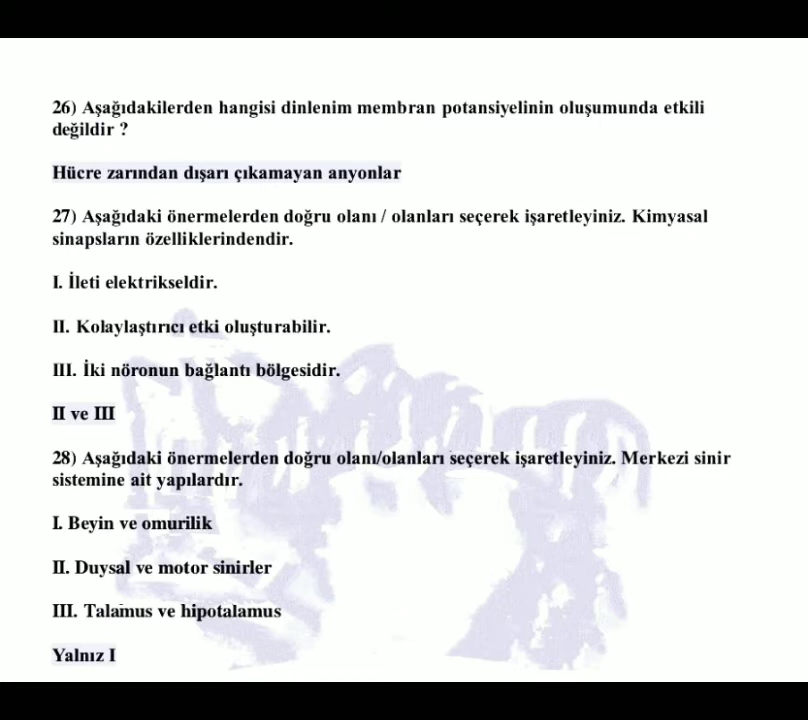 26) Aşağıdakilerden hangisi dinlenim membran potansiyelinin oluşumunda etkili
değildir ?
Hücre zarından dışarı çıkamayan anyonlar
27) Aşağıdaki önermelerden doğru olanı / olanları seçerek işaretleyiniz. Kimyasal
sinapsların özelliklerindendir.
I. İleti elektrikseldir.
II. Kolaylaştırıcı etki oluşturabilir.
III. İki nöronun bağlantı bölgesidir.
II ve III
28) Aşağıdaki önermelerden doğru olanı/olanları seçerek işaretleyiniz. Merkezi sinir
sistemine ait yapılardır.
I. Beyin ve omurilik
II. Duysal ve motor sinirler
III. Talamus ve hipotalamus
Yalnız I